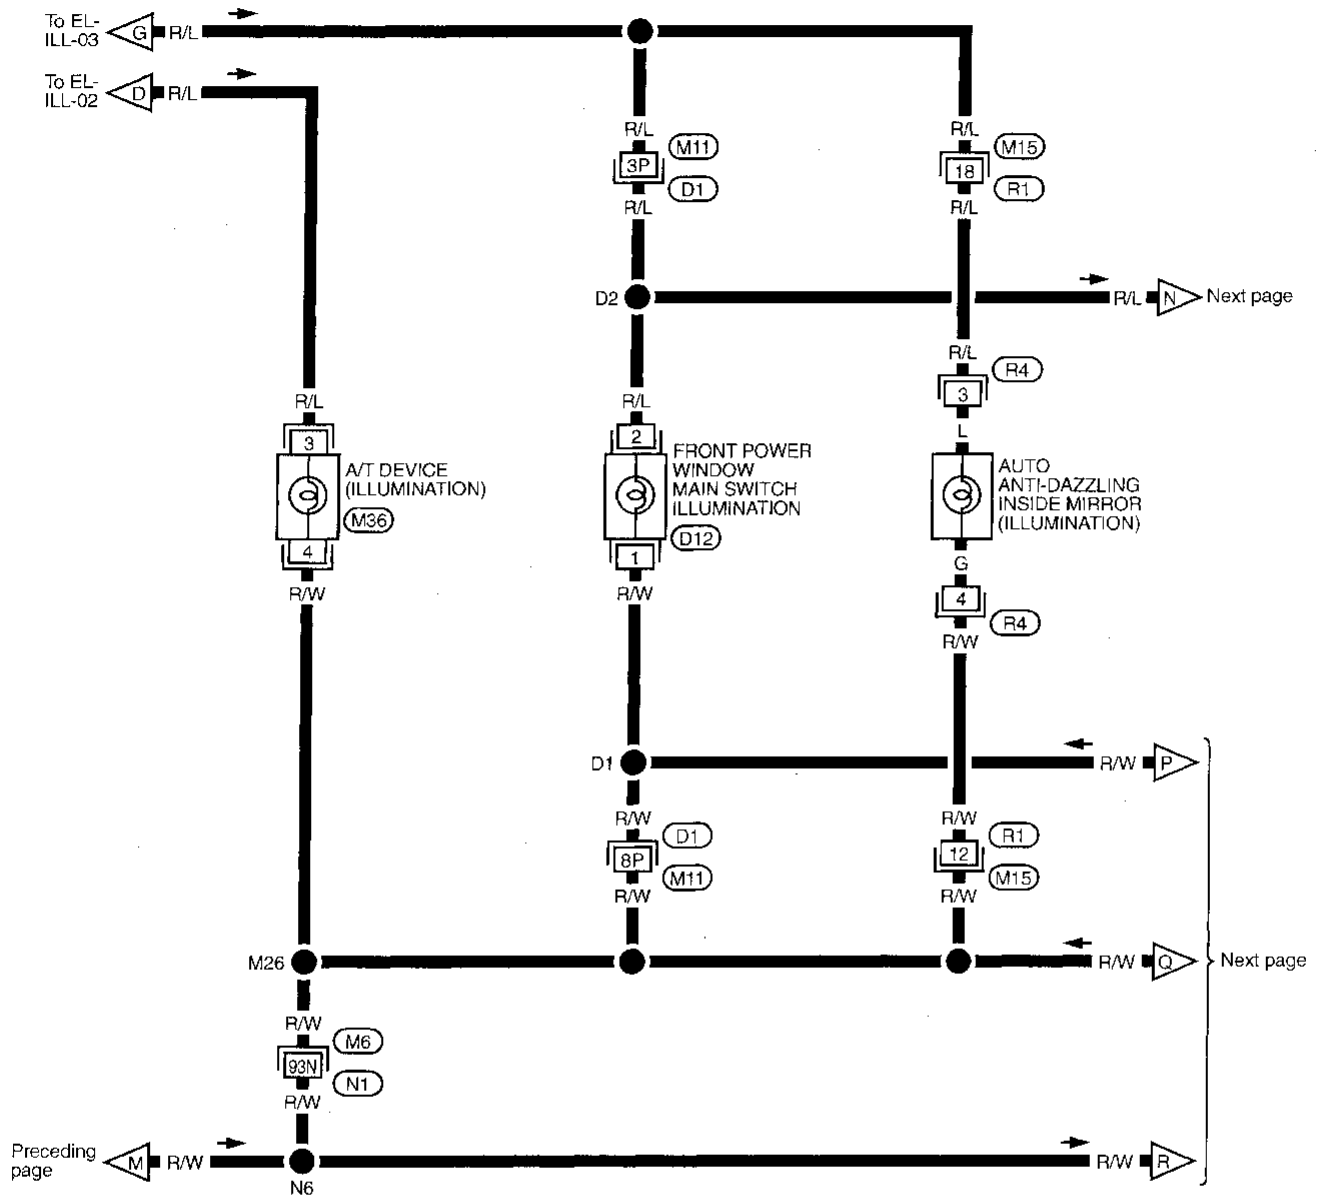 To EL-
ILL-03
G
R/L
To EL-
ILL-02
D
R/L
R/L
3P
M11
D1
R/L
R/L
18
M15
R1
R/L
D2
R/L
N
Next page
R/L
R/L
R/L
R4
3
L
3
A/T DEVICE
(ILLUMINATION)
M36
4
R/W
2
FRONT POWER
WINDOW
MAIN SWITCH
ILLUMINATION
D12
1
R/W
AUTO
ANTI-DAZZLING
INSIDE MIRROR
(ILLUMINATION)
G
4
R4
R/W
D1
R/W
P
R/W
8P
D1
M11
R/W
R/W
12
R1
M15
R/W
M26
R/W
Q
Next page
R/W
93N
M6
N1
R/W
Preceding
page
M
R/W
N6
R/W
R